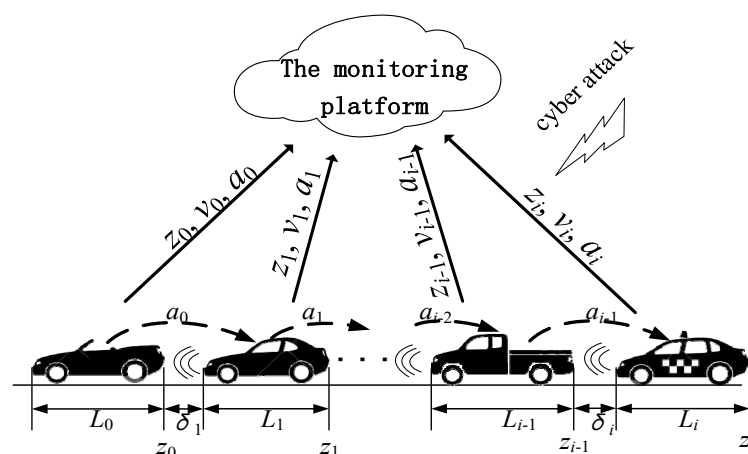 The monitoring
platform
cyber attack
z0, v0, a0
z1, v1, a1
zi-1, vi-1, ai-1
zi, vi, ai
a0
a1
ai-2
ai-1
. . .
L0
δ1
L1
Li-1
δi
Li
z0
z1
zi-1
z